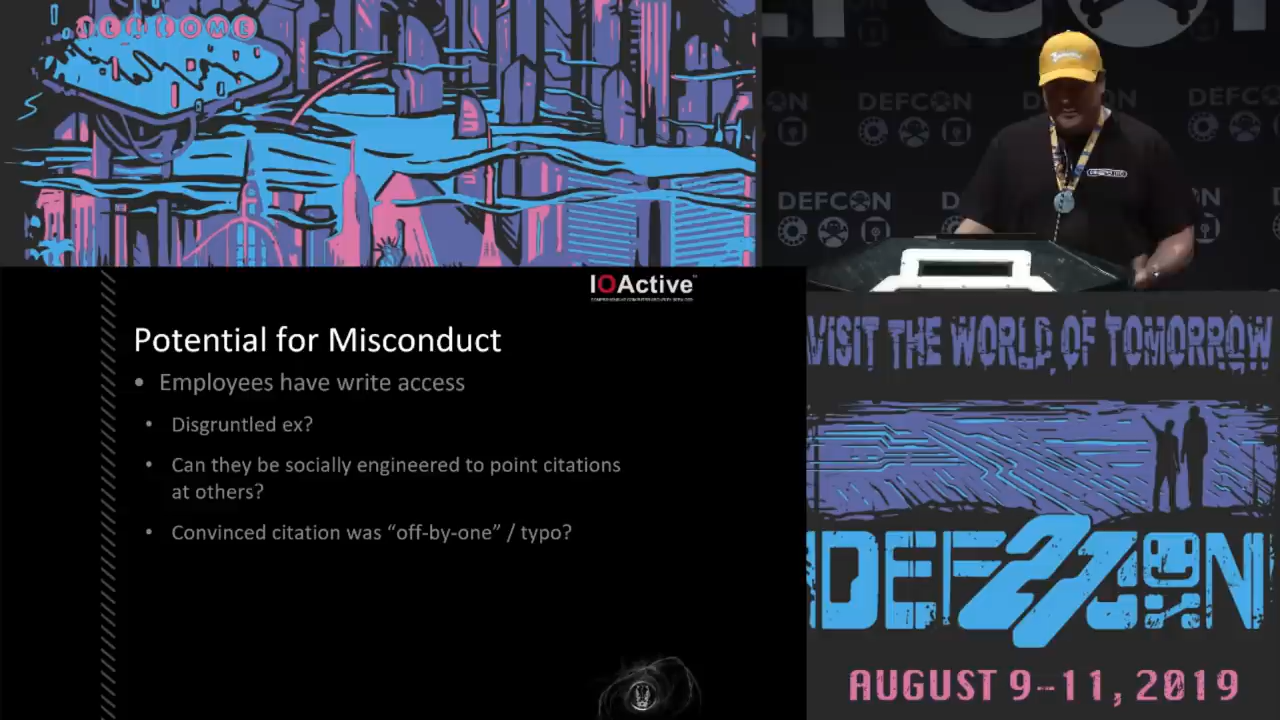 WELCOME
DEFCON
DEFCON
DEFCON
DEFCON
IOActive
Potential for Misconduct
• Employees have write access
• Disgruntled ex?
• Can they be socially engineered to point citations
at others?
• Convinced citation was “off-by-one” / typo?
VISIT THE WORLD OF TOMORROW
DEFCON
27
AUGUST 9-11, 2019